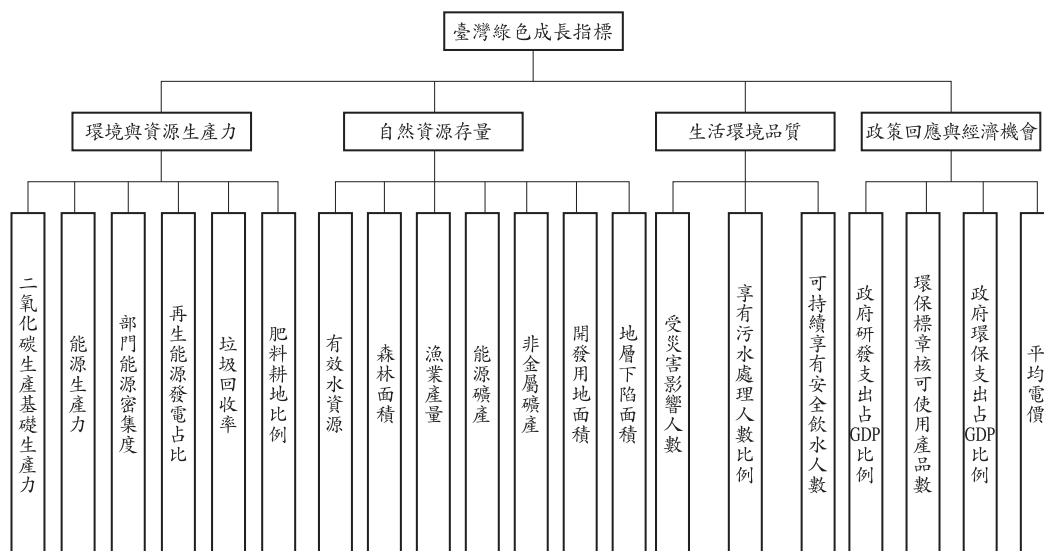 臺灣綠色成長指標
環境與資源生產力
自然資源存量
生活環境品質
政策回應與經濟機會
二氧化碳生產基礎生產力
能源生產力
部門能源密集度
再生能源發電占比
垃圾回收率
肥料耕地比例
有效水資源
森林面積
漁業產量
能源礦產
非金屬礦產
開發用地面積
地層下陷面積
受災害影響人數
享有污水處理人數比例
可持續享有安全飲水人數
政府研發支出占GDP比例
環保標章核可使用產品數
政府環保支出占GDP比例
平均電價